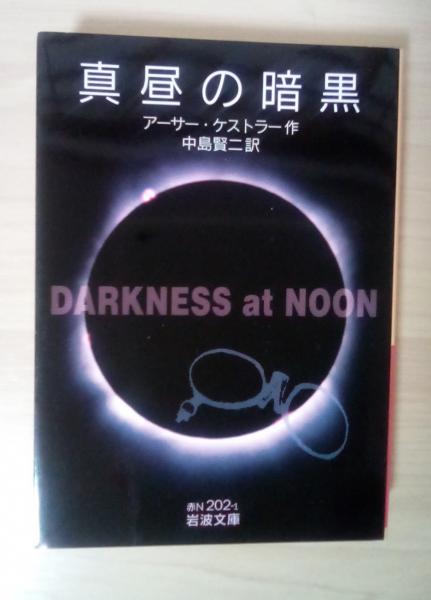 真昼の暗黒
アーサー・ケストラー作
中島賢二訳
DARKNESS at NOON
赤N 202-1
岩波文庫